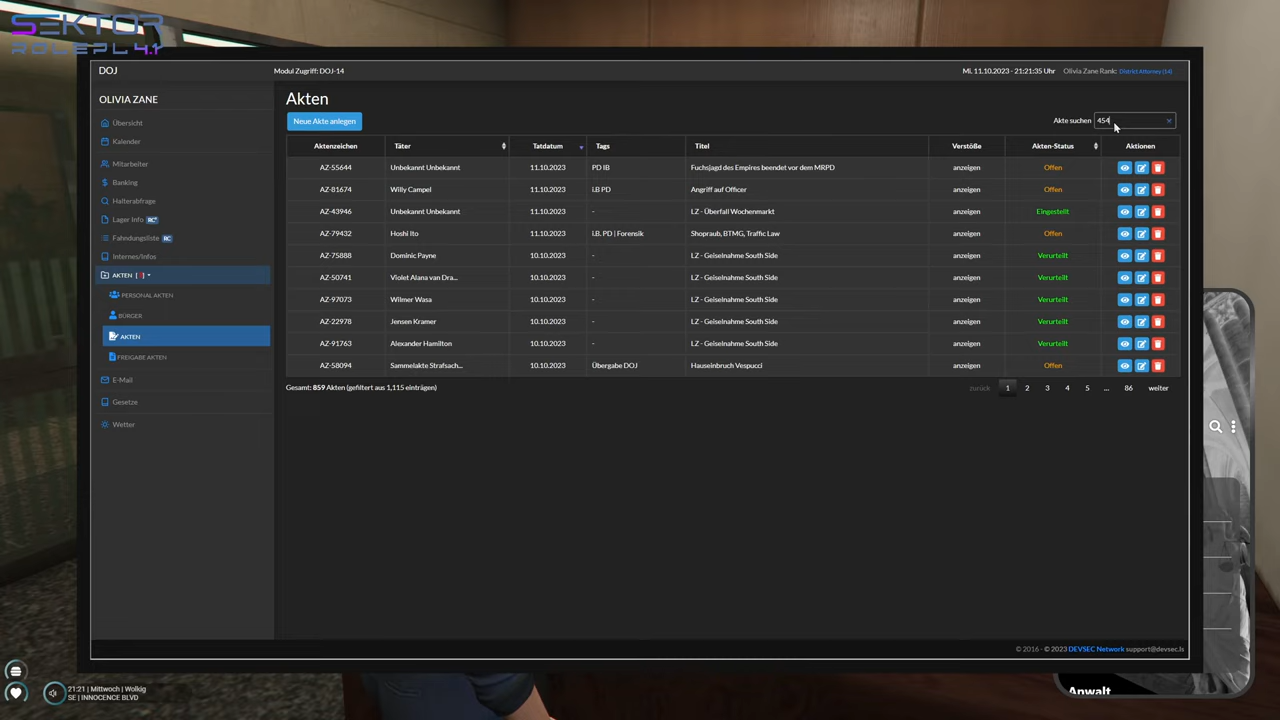 SEKTOR
ROLEPL 4.1
DOJ
Modul Zugriff: DOJ-14
Mi. 11.10.2023 - 21:21:35 Uhr
Olivia Zane Rank: District Attorney [14]
OLIVIA ZANE
Übersicht
Kalender
Mitarbeiter
Banking
Halterabfrage
Lager Info RC+
Fahndungsliste RC
Internes/Infos
AKTEN
PERSONAL AKTEN
BÜRGER
AKTEN
FREIGABE AKTEN
E-Mail
Gesetze
Wetter
Akten
Neue Akte anlegen
Akte suchen 454
Aktenzeichen Täter Tatdatum Tags Titel Verstöße Akten-Status Aktionen
AZ-55644 Unbekannt Unbekannt 11.10.2023 PD IB Fuchsjagd des Empires beendet vor dem MRPD anzeigen Offen
AZ-81674 Willy Campel 11.10.2023 I.B PD Angriff auf Officer anzeigen Offen
AZ-43946 Unbekannt Unbekannt 11.10.2023 - LZ - Überfall Wochenmarkt anzeigen Eingestellt
AZ-79432 Hoshi Ito 11.10.2023 I.B. PD | Forensik Shopraub, BTMG, Traffic Law anzeigen Offen
AZ-75888 Dominic Payne 10.10.2023 - LZ - Geiselnahme South Side anzeigen Verurteilt
AZ-50741 Violet Alana van Dra... 10.10.2023 - LZ - Geiselnahme South Side anzeigen Verurteilt
AZ-97073 Wilmer Wasa 10.10.2023 - LZ - Geiselnahme South Side anzeigen Verurteilt
AZ-22978 Jensen Kramer 10.10.2023 - LZ - Geiselnahme South Side anzeigen Verurteilt
AZ-91763 Alexander Hamilton 10.10.2023 - LZ - Geiselnahme South Side anzeigen Verurteilt
AZ-58094 Sammelakte Strafsach... 10.10.2023 Übergabe DOJ Hauseinbruch Vespucci anzeigen Offen
Gesamt: 859 Akten (gefiltert aus 1,115 einträgen)
zurück 1 2 3 4 5 ... 86 weiter
© 2016 - © 2023 DEVSEC Network support@devsec.ls
21:21 | Mittwoch | Wolkig
SE | INNOCENCE BLVD
Anwalt